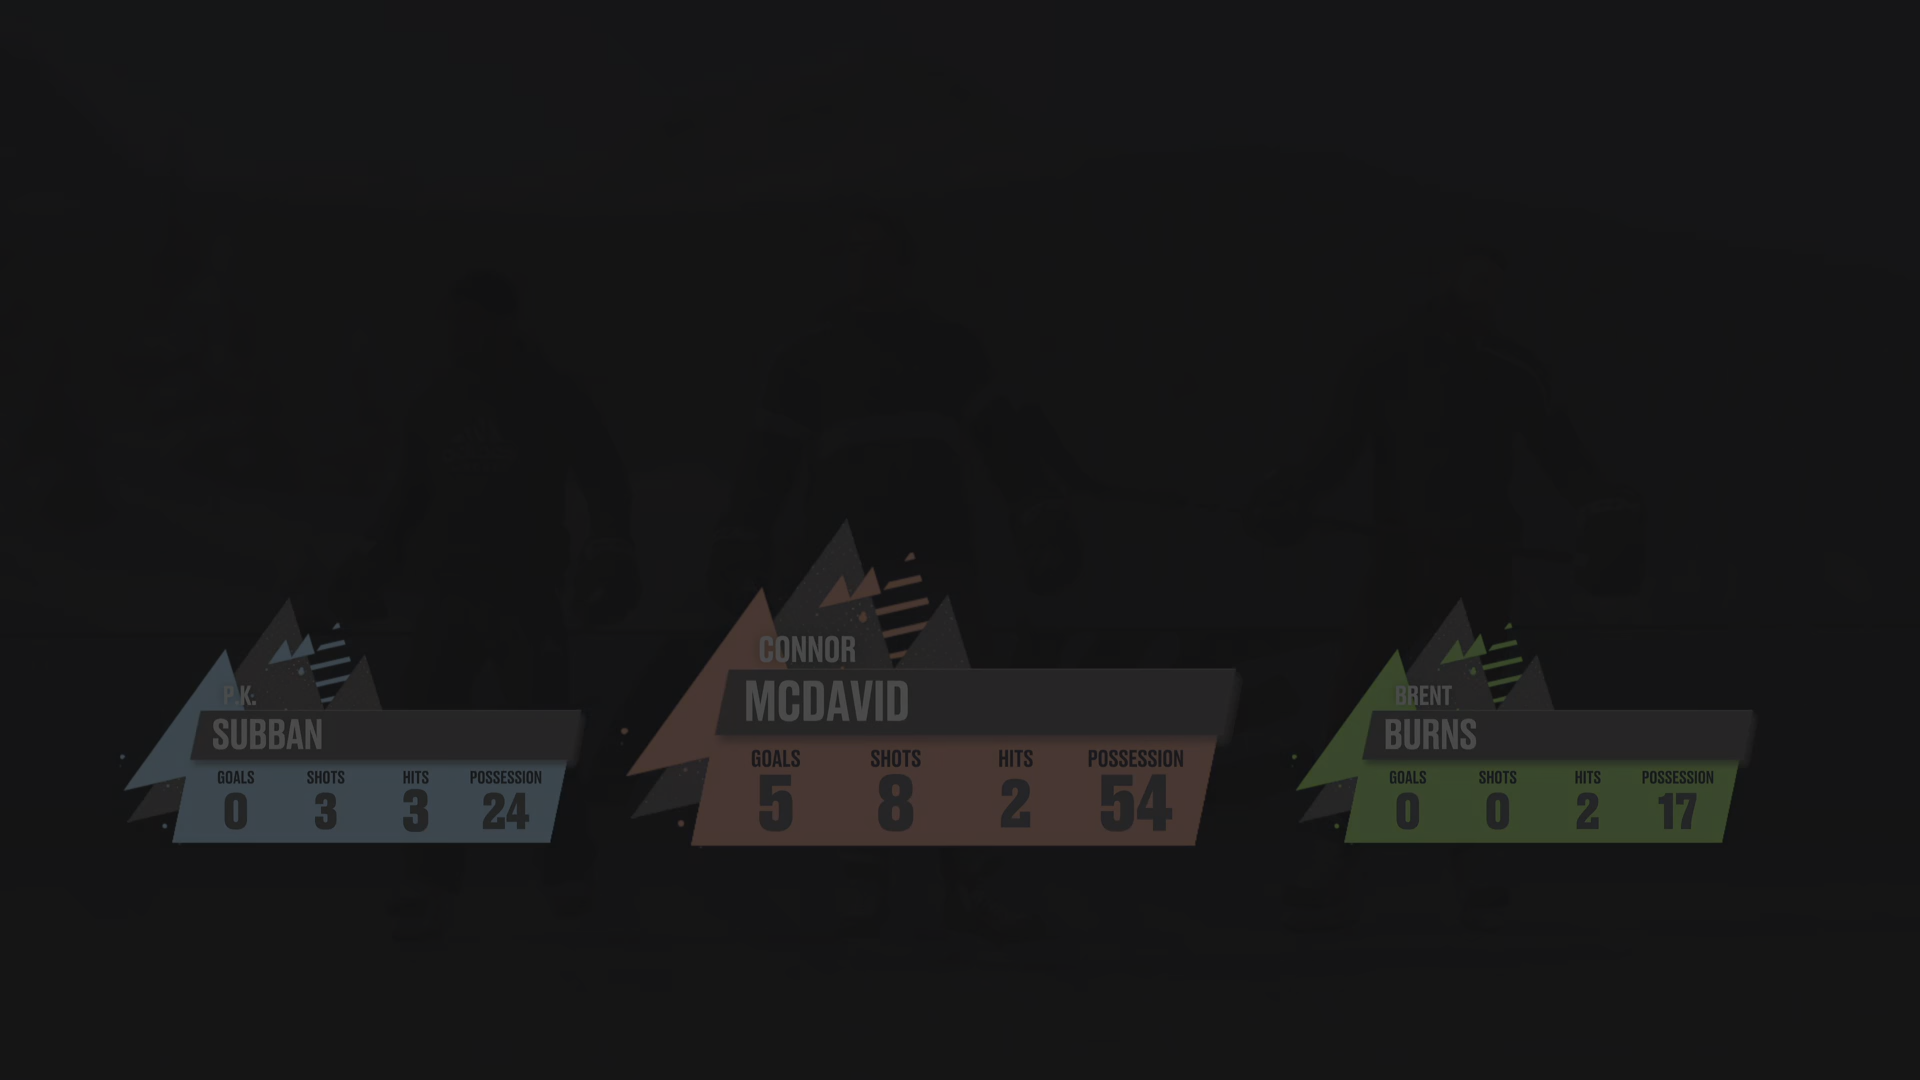 P.K.
SUBBAN
GOALS SHOTS HITS POSSESSION
0 3 3 24
CONNOR
MCDAVID
GOALS SHOTS HITS POSSESSION
5 8 2 54
BRENT
BURNS
GOALS SHOTS HITS POSSESSION
0 0 2 17